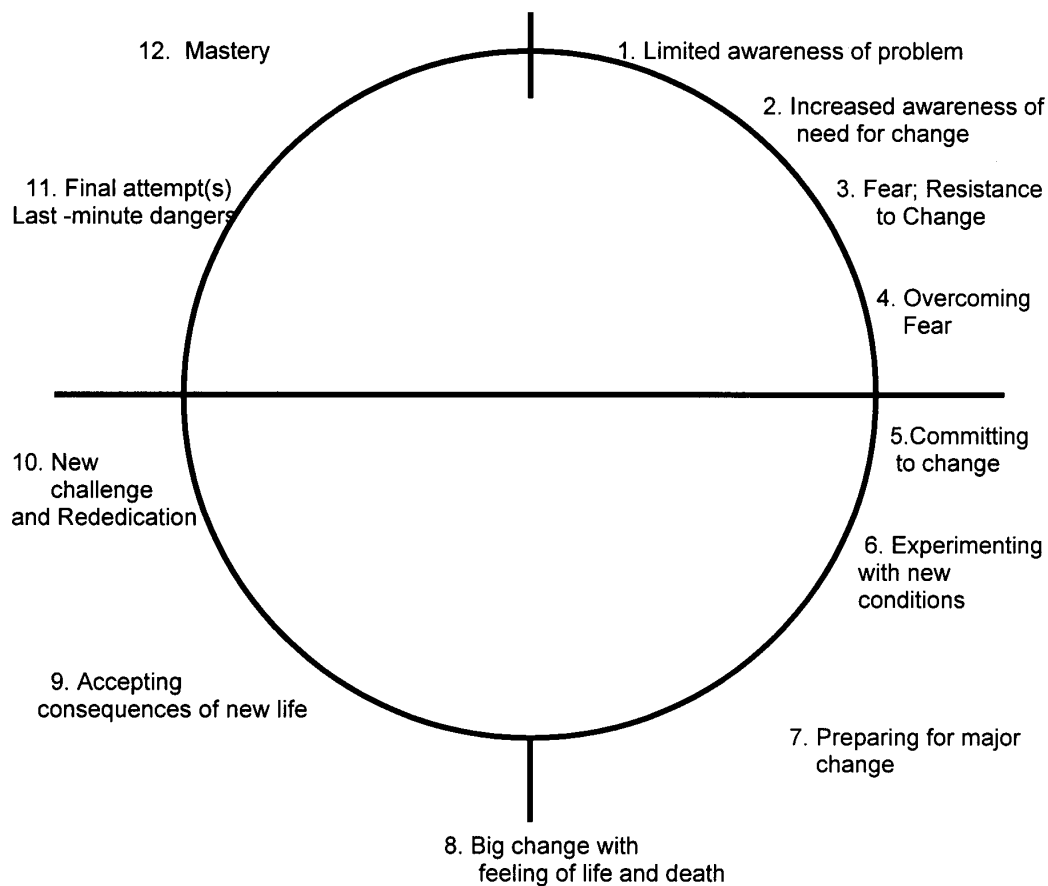 12. Mastery
1. Limited awareness of problem
2. Increased awareness of
need for change
3. Fear; Resistance
to Change
4. Overcoming
Fear
5.Committing
to change
6. Experimenting
with new
conditions
7. Preparing for major
change
8. Big change with
feeling of life and death
9. Accepting
consequences of new life
10. New
challenge
and Rededication
11. Final attempt(s)
Last -minute dangers